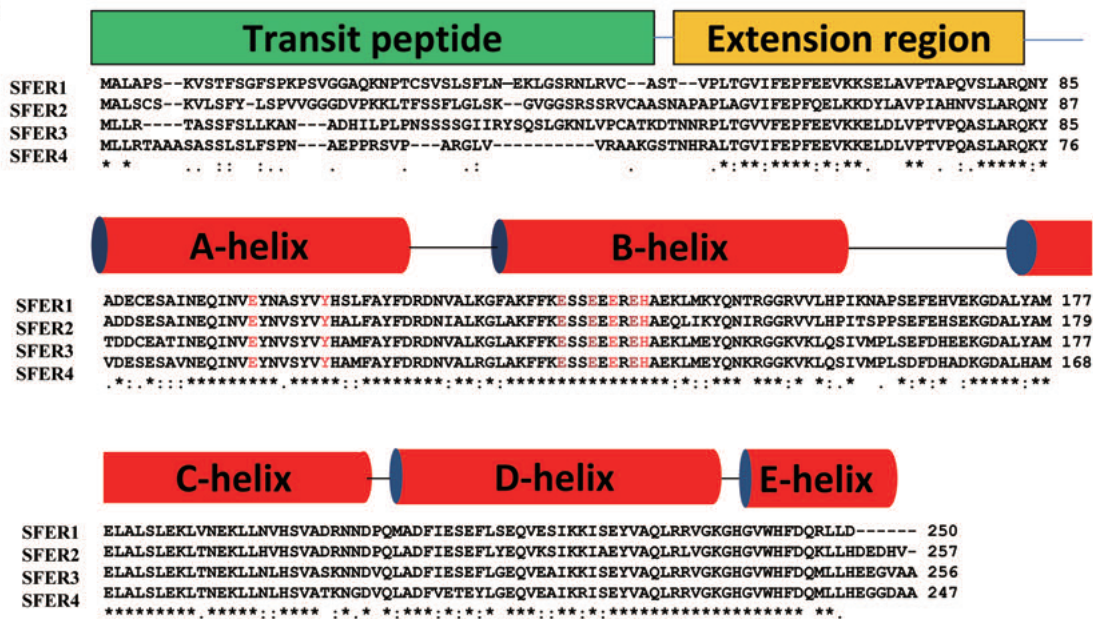 Transit peptide Extension region
SFER1 MALAPS--KVSTFSGFSPKPSVGGAQKNPTCSVSLSFLN-EKLGSRNLRVC--AST--VPLTGVIFEPFEEVKKSELAVPTAPQVSLARQNY 85
SFER2 MALSCS--KVLSFY-LSPVVGGGDVPKKLTFSSFLGLSK--GVGGSRSSRVCAASNAPAPLAGVIFEPFQELKKDYLAVPIAHNVSLARQNY 87
SFER3 MLLR----TASSFSLLKAN---ADHILPLPNSSSSGIIRYSQSLGKNLVPCATKDTNNRPLTGVVFEPFEEVKKELDLVPTVPQASLARQKY 85
SFER4 MLLRTAAASASSLSLFSPN---AEPPRSVP---ARGLV---------VRAAKGSTNHRALTGVIFEPFEEVKKELDLVPTVPQASLARQKY 76
A-helix B-helix
SFER1 ADECESAINEQINVEYNASYVYHSLFAYFDRDNVALKGFAKFFKESSEEEREHAEKLMKYQNTRGGRVVLHPIKNAPSEFEHVEKGDALYAM 177
SFER2 ADDSESAINEQINVEYNVSYVYHALFAYFDRDNIALKGLAKFFKESSEEEREHAEQLIKYQNIRGGRVVLHPITSPPSEFEHSEKGDALYAM 179
SFER3 TDDCEATINEQINVEYNVSYVYHAMFAYFDRDNVALKGLAKFFKESSEEEREHAEKLMEYQNKRGGKVKLQSIVMPLSEFDHEEKGDALYAM 177
SFER4 VDESESAVNEQINVEYNVSYVYHAMFAYFDRDNVALRGLAKFFKESSEEEREHAEKLMEYQNKRGGKVKLQSIVMPLSDFDHADKGDALHAM 168
C-helix D-helix E-helix
SFER1 ELALSLEKLVNEKLLNVHSVADRNNDPQMADFIESEFLSEQVESIKKISEYVAQLRRVGKGHGVWHFDQRLLD------ 250
SFER2 ELALSLEKLTNEKLLHVHSVADRNNDPQLADFIESEFLYEQVKSIKKIAEYVAQLRLVGKGHGVWHFDQKLLHDEDHV- 257
SFER3 ELALSLEKLTNEKLLNLHSVASKNNDVQLADFIESEFLGEQVEAIKKISEYVAQLRRVGKGHGVWHFDQMLLHEEGVAA 256
SFER4 ELALSLEKLTNEKLLNLHSVATKNGDVQLADFVETEYLGEQVEAIKRISEYVAQLRRVGKGHGVWHFDQMLLHEGGDAA 247